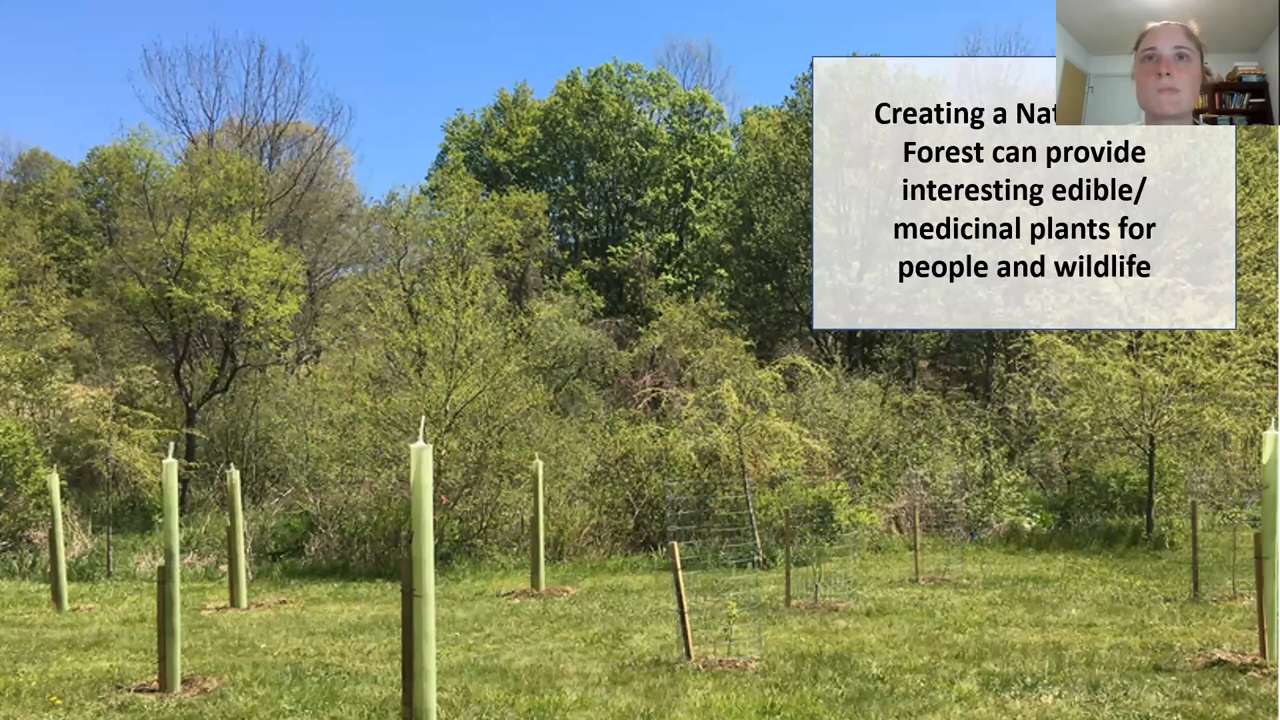 Creating a Nat
Forest can provide
interesting edible/
medicinal plants for
people and wildlife